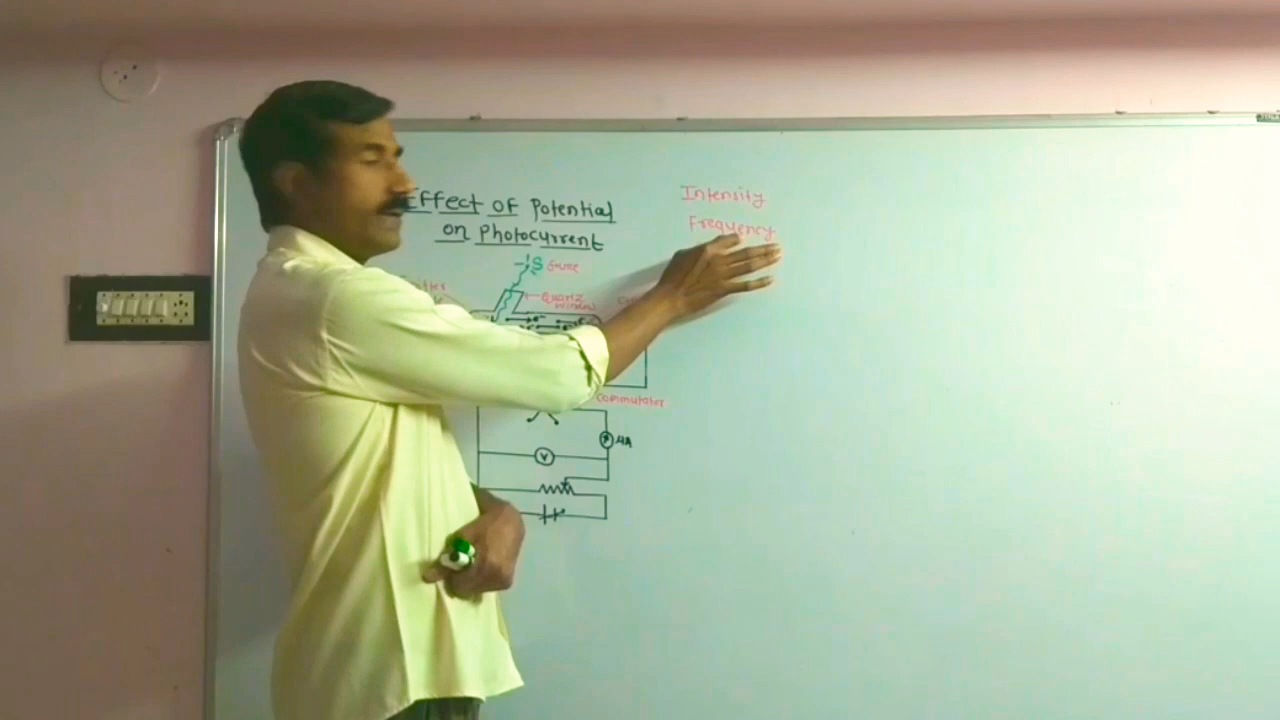 Effect of Potential
on Photocurrent
Intensity
Frequency
S Source
Quartz
window
Commutator
μA
V